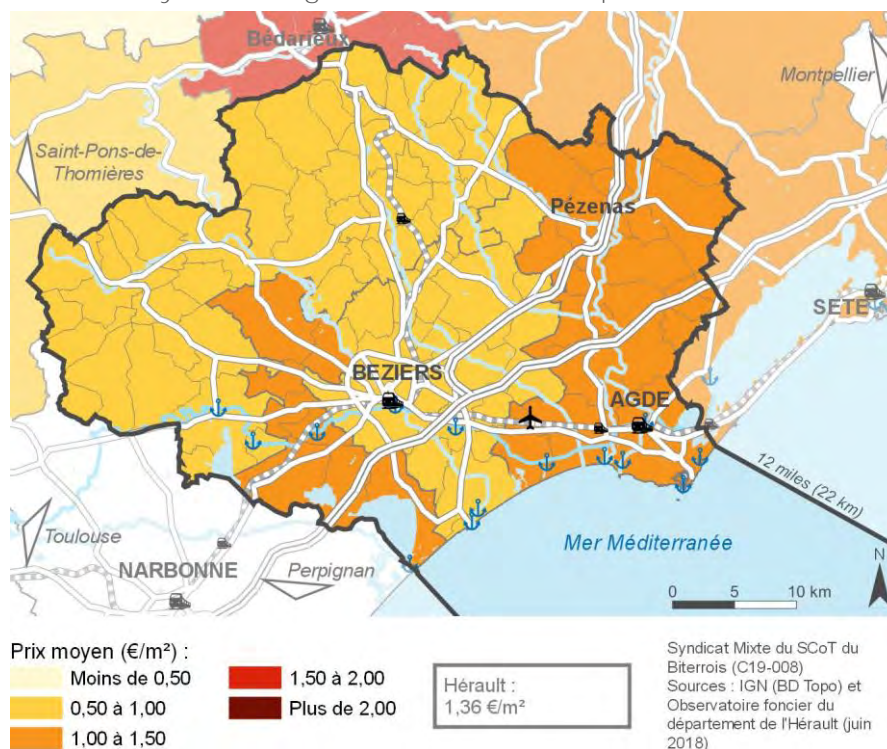 Bédarieux
Montpellier
Saint-Pons-de-
Thomières
Pézenas
SETE
BEZIERS
AGDE
12 miles (22 km)
Toulouse
Mer Méditerranée
N
NARBONNE
Perpignan
0 5 10 km
Prix moyen (€/m²) :
Moins de 0,50
0,50 à 1,00
1,00 à 1,50
1,50 à 2,00
Plus de 2,00
Hérault :
1,36 €/m²
Syndicat Mixte du SCoT du
Biterrois (C19-008)
Sources : IGN (BD Topo) et
Observatoire foncier du
département de l'Hérault (juin
2018)